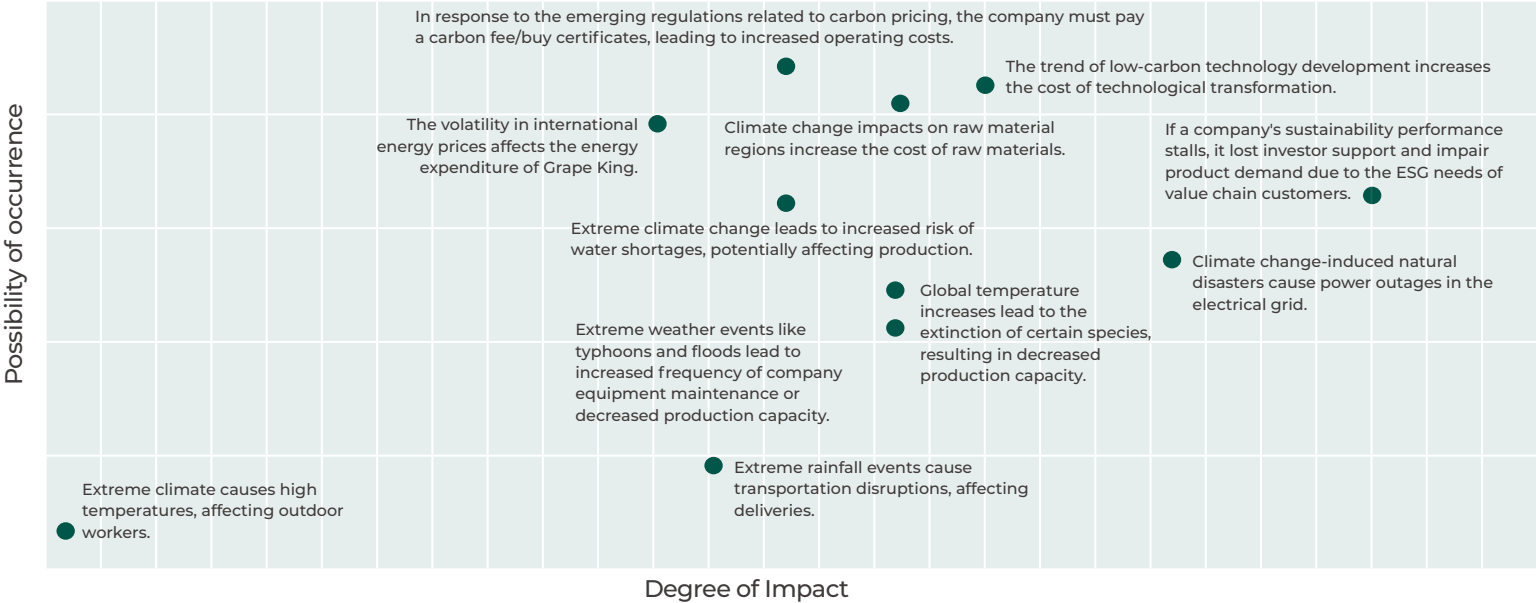 In response to the emerging regulations related to carbon pricing, the company must pay
a carbon fee/buy certificates, leading to increased operating costs.
The trend of low-carbon technology development increases
the cost of technological transformation.
The volatility in international
energy prices affects the energy
expenditure of Grape King.
Climate change impacts on raw material
regions increase the cost of raw materials.
If a company's sustainability performance
stalls, it lost investor support and impair
product demand due to the ESG needs of
value chain customers.
Extreme climate change leads to increased risk of
water shortages, potentially affecting production.
Climate change-induced natural
disasters cause power outages in the
electrical grid.
Global temperature
increases lead to the
extinction of certain species,
resulting in decreased
production capacity.
Extreme weather events like
typhoons and floods lead to
increased frequency of company
equipment maintenance or
decreased production capacity.
Extreme rainfall events cause
transportation disruptions, affecting
deliveries.
Extreme climate causes high
temperatures, affecting outdoor
workers.
Possibility of occurrence
Degree of Impact